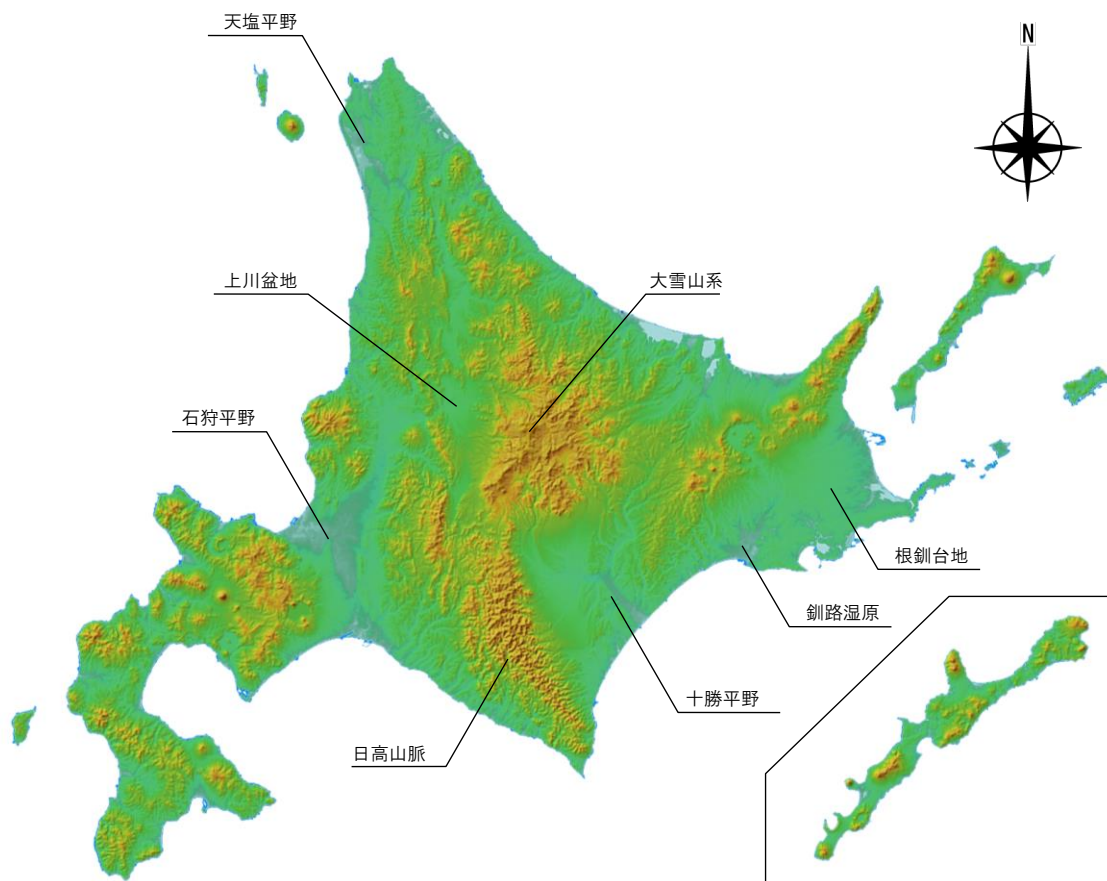 天塩平野
N
上川盆地
大雪山系
石狩平野
根釧台地
釧路湿原
十勝平野
日高山脈